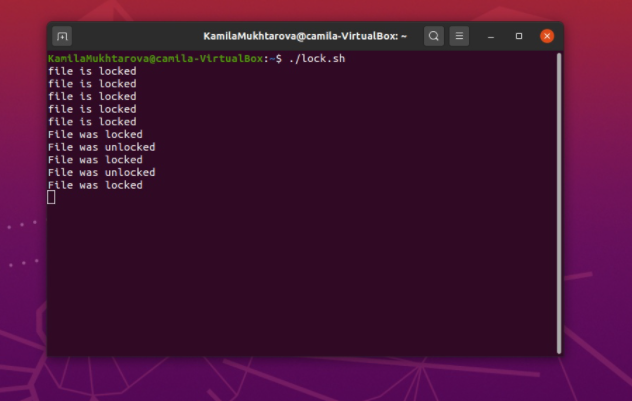 KamilaMukhtarova@camila-VirtualBox: ~
KamilaMukhtarova@camila-VirtualBox:~$ ./lock.sh
file is locked
file is locked
file is locked
file is locked
file is locked
File was locked
File was unlocked
File was locked
File was unlocked
File was locked